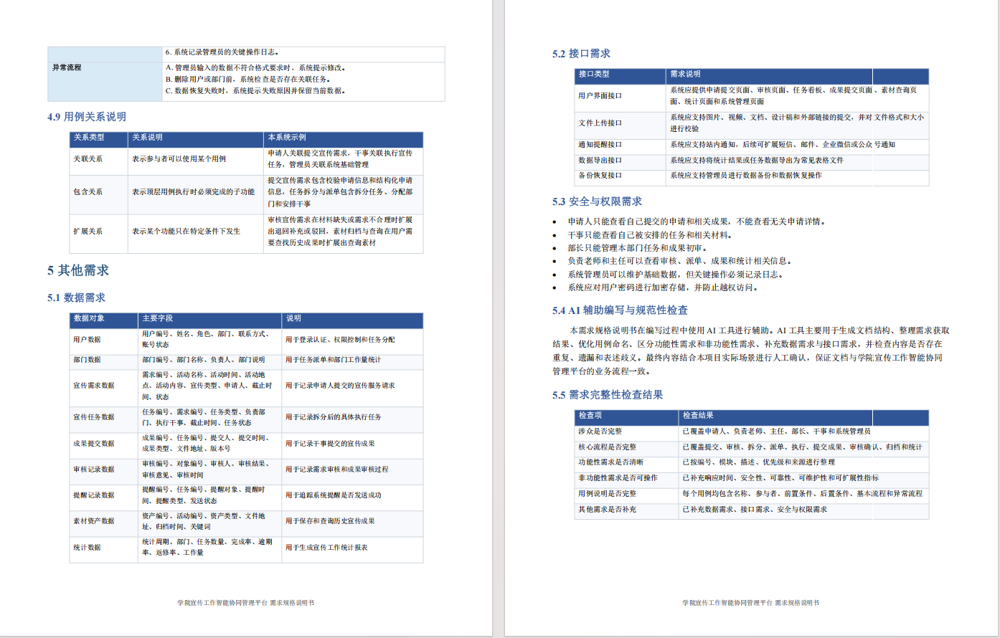 6. 系统记录管理员的关键操作日志。
异常流程
A. 管理员输入的数据不符合格式要求时，系统提示修改。
B. 删除用户或部门前，系统检查是否存在关联任务。
C. 数据恢复失败时，系统提示失败原因并保留当前数据。
4.9 用例关系说明
关系类型 关系说明 本系统示例
关联关系 表示参与者可以使用某个用例
申请人关联提交宣传需求，干事关联执行宣传
任务，管理员关联系统基础管理
包含关系 表示顶层用例执行时必须完成的子功能
提交宣传需求包含校验申请信息和结构化申请
信息，任务拆分与派单包含拆分任务、分配部
门和安排干事
扩展关系 表示某个功能只在特定条件下发生
审核宣传需求在材料缺失或需求不合理时扩展
出退回补充或驳回，素材归档与查询在用户需
要查找历史成果时扩展出查询素材
5 其他需求
5.1 数据需求
数据对象 主要字段 说明
用户数据
用户编号、姓名、角色、部门、联系方式、
账号状态
用于登录认证、权限控制和任务分配
部门数据 部门编号、部门名称、负责人、部门说明 用于任务派单和部门工作量统计
宣传需求数据
需求编号、活动名称、活动时间、活动地
点、活动内容、宣传类型、申请人、截止时
间、状态
用于记录申请人提交的宣传服务请求
宣传任务数据
任务编号、需求编号、任务类型、负责部
门、执行干事、截止时间、任务状态
用于记录拆分后的具体执行任务
成果提交数据
成果编号、任务编号、提交人、提交时间、
成果类型、文件地址、版本号
用于记录干事提交的宣传成果
审核记录数据
审核编号、对象编号、审核人、审核结果、
审核意见、审核时间
用于记录需求审核和成果审核过程
提醒记录数据
提醒编号、任务编号、提醒对象、提醒时
间、提醒类型、发送状态
用于追踪系统提醒是否发送成功
素材资产数据
资产编号、活动编号、资产类型、文件地
址、归档时间、关键词
用于保存和查询历史宣传成果
统计数据
统计周期、部门、任务数量、完成率、逾期
率、返修率、工作量
用于生成宣传工作统计报表
学院宣传工作智能协同管理平台 需求规格说明书
5.2 接口需求
接口类型 需求说明
用户界面接口
系统应提供申请提交页面、审核页面、任务看板、成果提交页面、素材查询页
面、统计页面和系统管理页面
文件上传接口
系统应支持图片、视频、文档、设计稿和外部链接的提交，并对文件格式和大小
进行校验
通知提醒接口 系统应支持站内通知，后续可扩展短信、邮件、企业微信或公众号通知
数据导出接口 系统应支持将统计结果或任务数据导出为常见表格文件
备份恢复接口 系统应支持管理员进行数据备份和数据恢复操作
5.3 安全与权限需求
• 申请人只能查看自己提交的申请和相关成果，不能查看无关申请详情。
• 干事只能查看自己被安排的任务和相关材料。
• 部长只能管理本部门任务和成果初审。
• 负责老师和主任可以查看审核、派单、成果和统计相关信息。
• 系统管理员可以维护基础数据，但关键操作必须记录日志。
• 系统应对用户密码进行加密存储，并防止越权访问。
5.4 AI 辅助编写与规范性检查
本需求规格说明书在编写过程中使用 AI 工具进行辅助。AI 工具主要用于生成文档结构、整理需求获取
结果、优化用例命名、区分功能性需求和非功能性需求、补充数据需求与接口需求，并检查内容是否存在
重复、遗漏和表述歧义。最终内容结合本项目实际场景进行人工确认，保证文档与学院宣传工作智能协同
管理平台的业务流程一致。
5.5 需求完整性检查结果
检查项 检查结果
涉众是否完整 已覆盖申请人、负责老师、主任、部长、干事和系统管理员
核心流程是否完整 已覆盖提交、审核、拆分、派单、执行、提交成果、审核确认、归档和统计
功能性需求是否清晰 已按编号、模块、描述、优先级和来源进行整理
非功能性需求是否可操作 已补充响应时间、安全性、可靠性、可维护性和可扩展性指标
用例说明是否完整 每个用例均包含名称、参与者、前置条件、后置条件、基本流程和异常流程
其他需求是否补充 已补充数据需求、接口需求、安全与权限需求
学院宣传工作智能协同管理平台 需求规格说明书